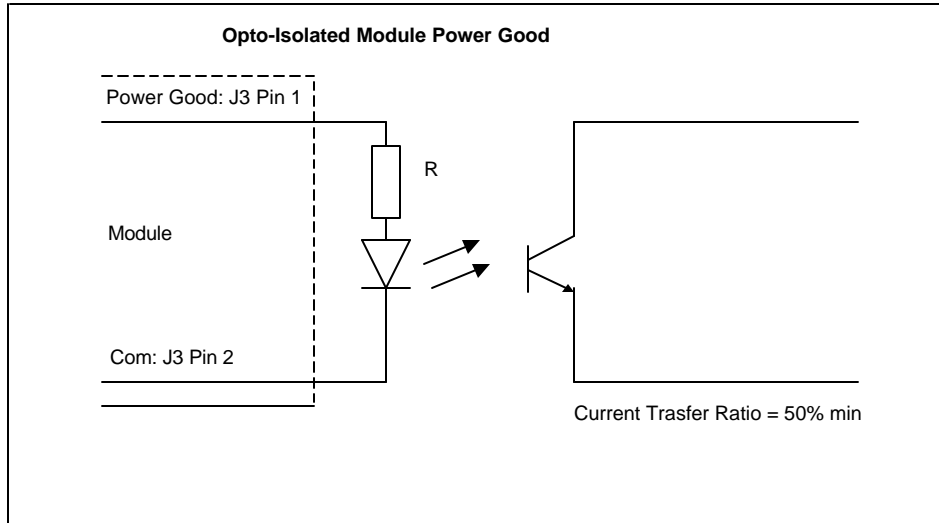 Opto-Isolated Module Power Good
Power Good: J3 Pin 1
R
Module
Com: J3 Pin 2
Current Trasfer Ratio = 50% min